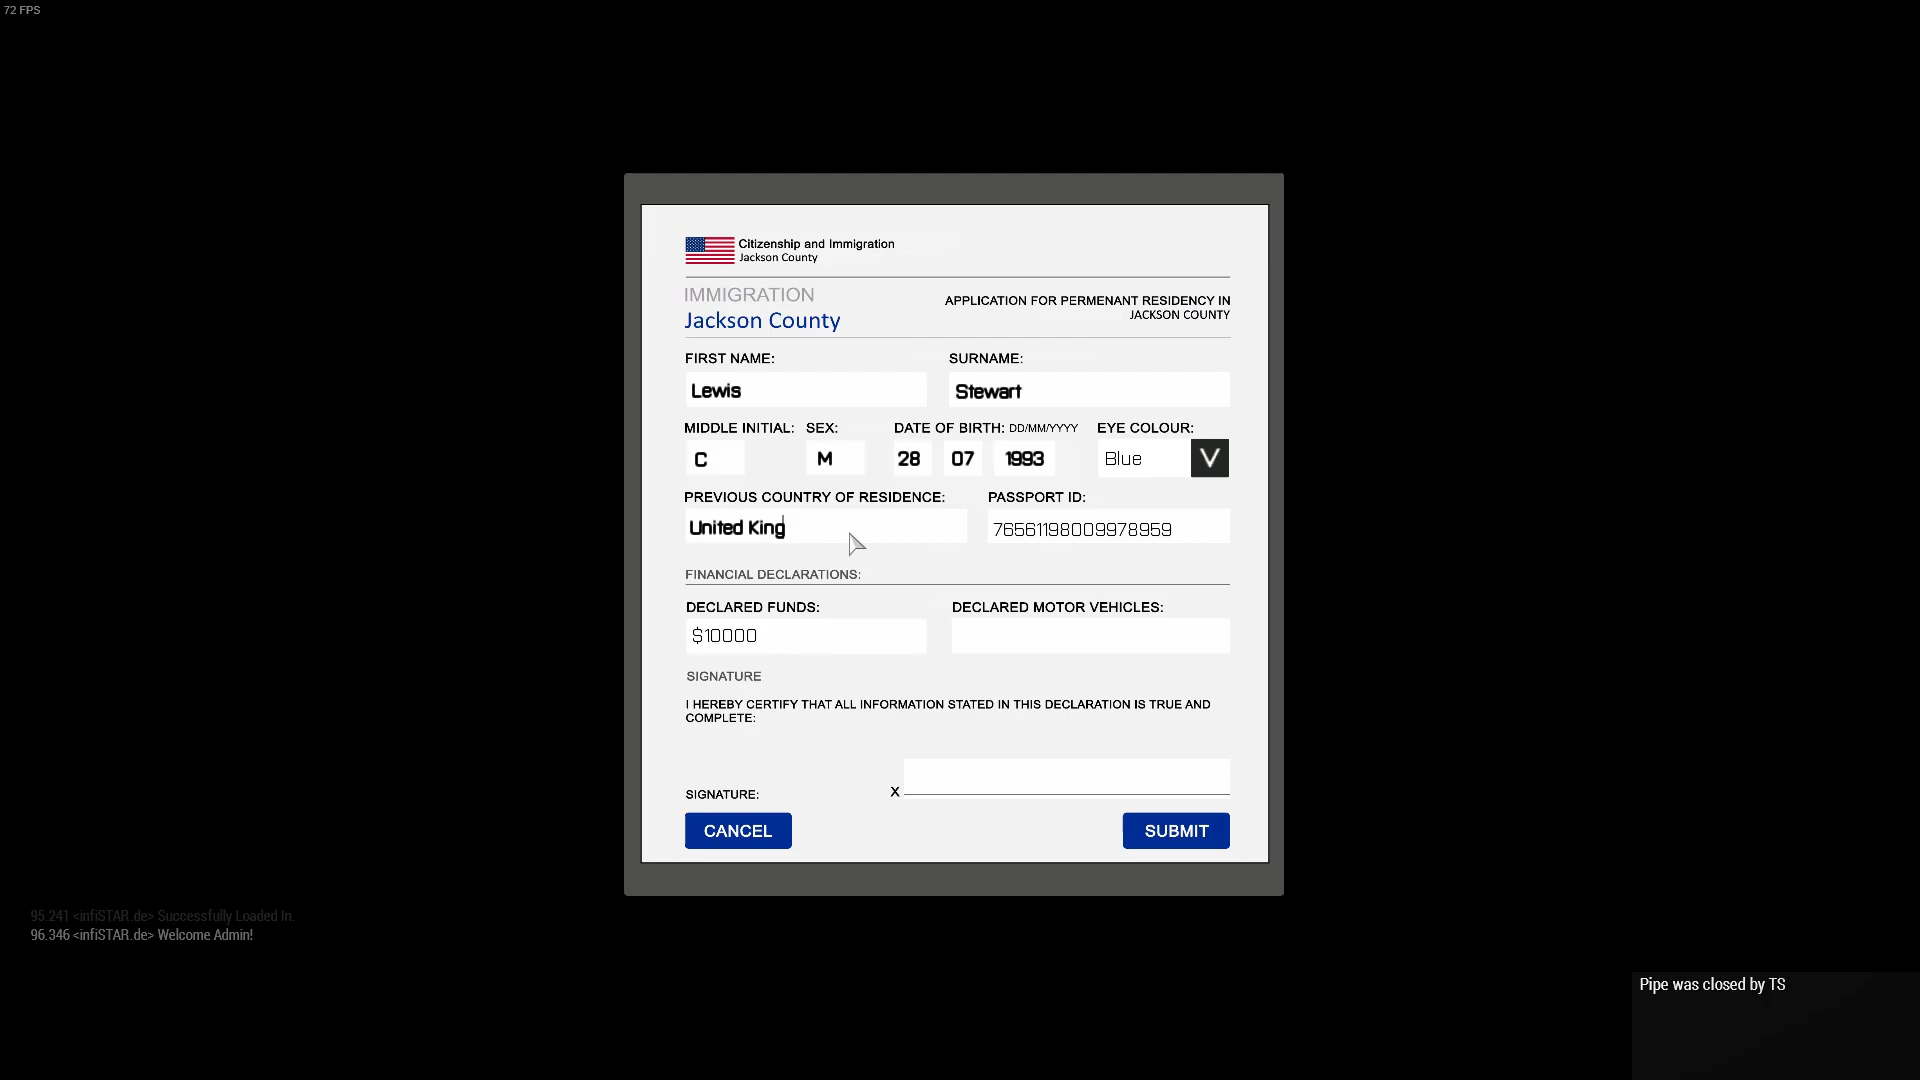 72 FPS
Citizenship and Immigration
Jackson County
IMMIGRATION
Jackson County
APPLICATION FOR PERMENANT RESIDENCY IN
JACKSON COUNTY
FIRST NAME: SURNAME:
Lewis Stewart
MIDDLE INITIAL: SEX: DATE OF BIRTH: DD/MM/YYYY EYE COLOUR:
C M 28 07 1993 Blue V
PREVIOUS COUNTRY OF RESIDENCE: PASSPORT ID:
United King 76561198009978959
FINANCIAL DECLARATIONS:
DECLARED FUNDS: DECLARED MOTOR VEHICLES:
$10000
SIGNATURE
I HEREBY CERTIFY THAT ALL INFORMATION STATED IN THIS DECLARATION IS TRUE AND
COMPLETE:
SIGNATURE: X
CANCEL SUBMIT
95.241 <infiSTAR.de> Successfully Loaded In.
96.346 <infiSTAR.de> Welcome Admin!
Pipe was closed by TS